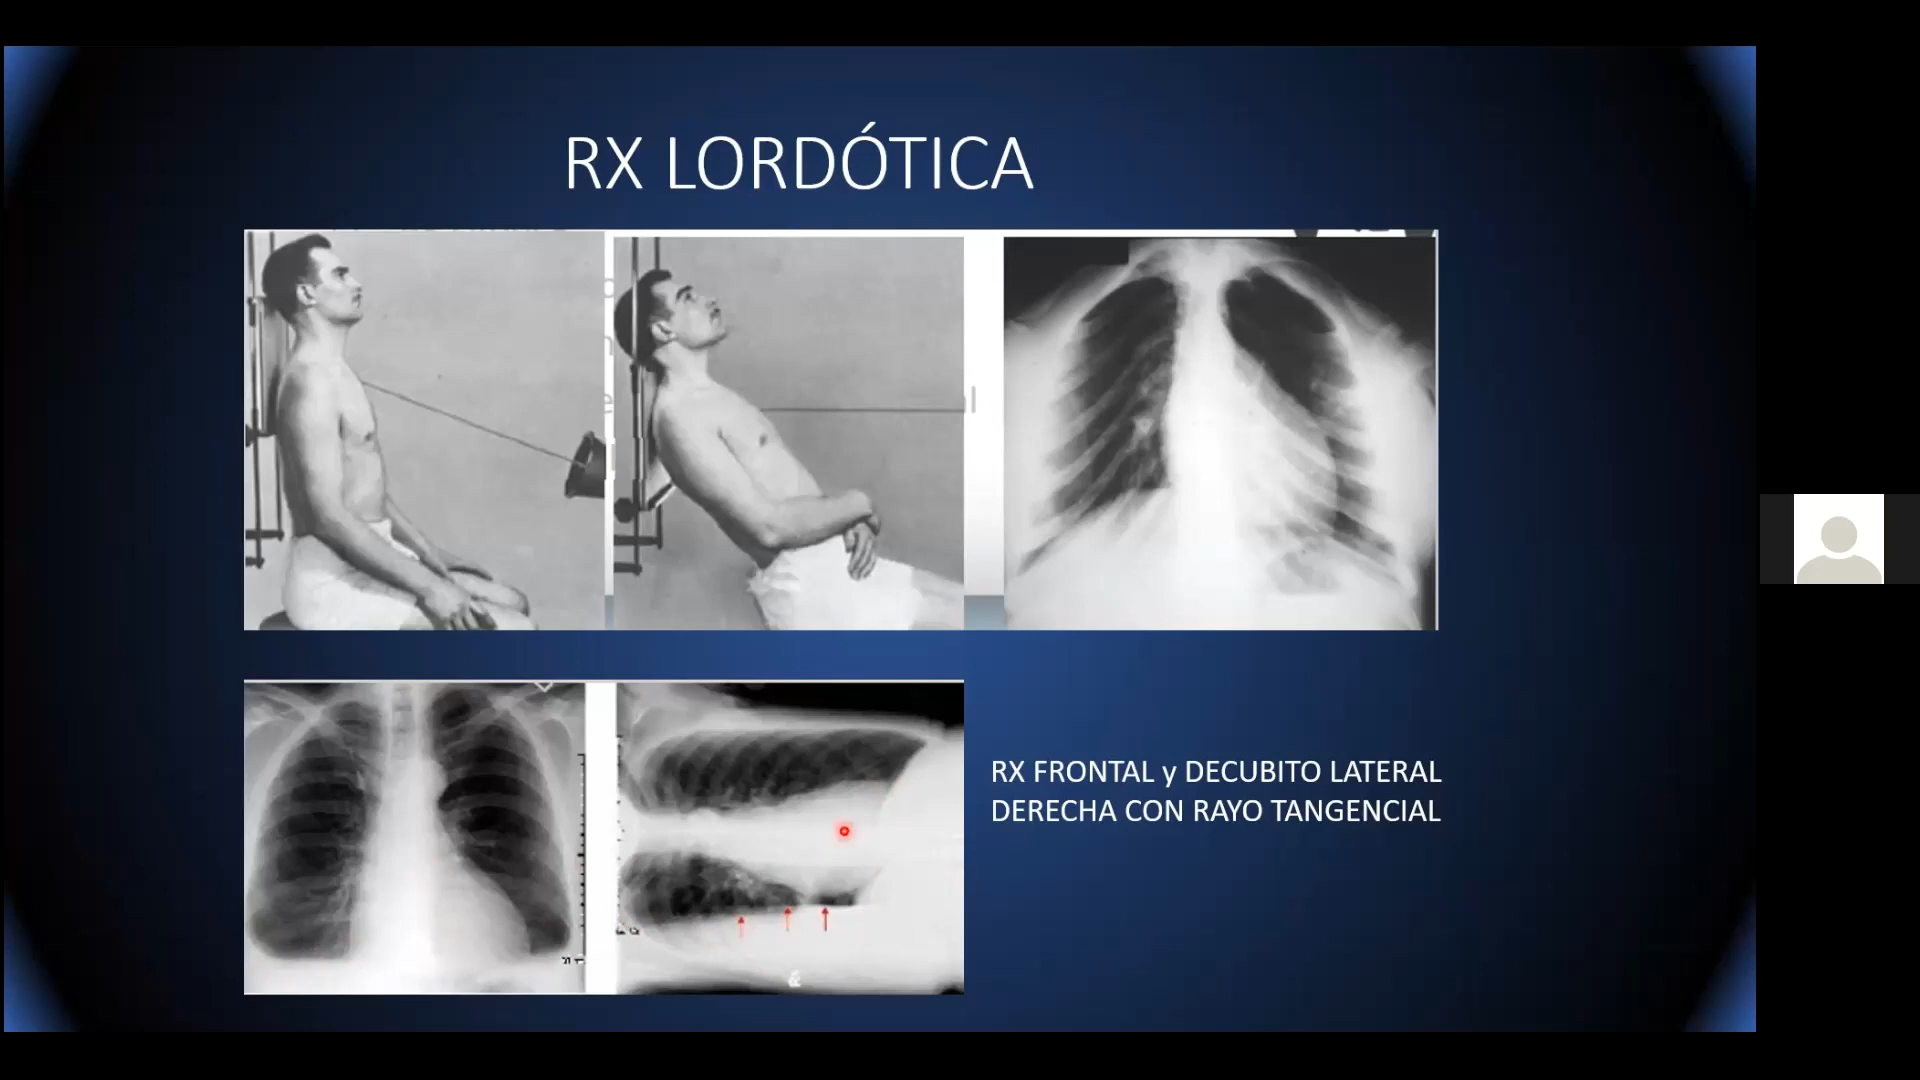 RX LORDÓTICA
RX FRONTAL y DECUBITO LATERAL
DERECHA CON RAYO TANGENCIAL